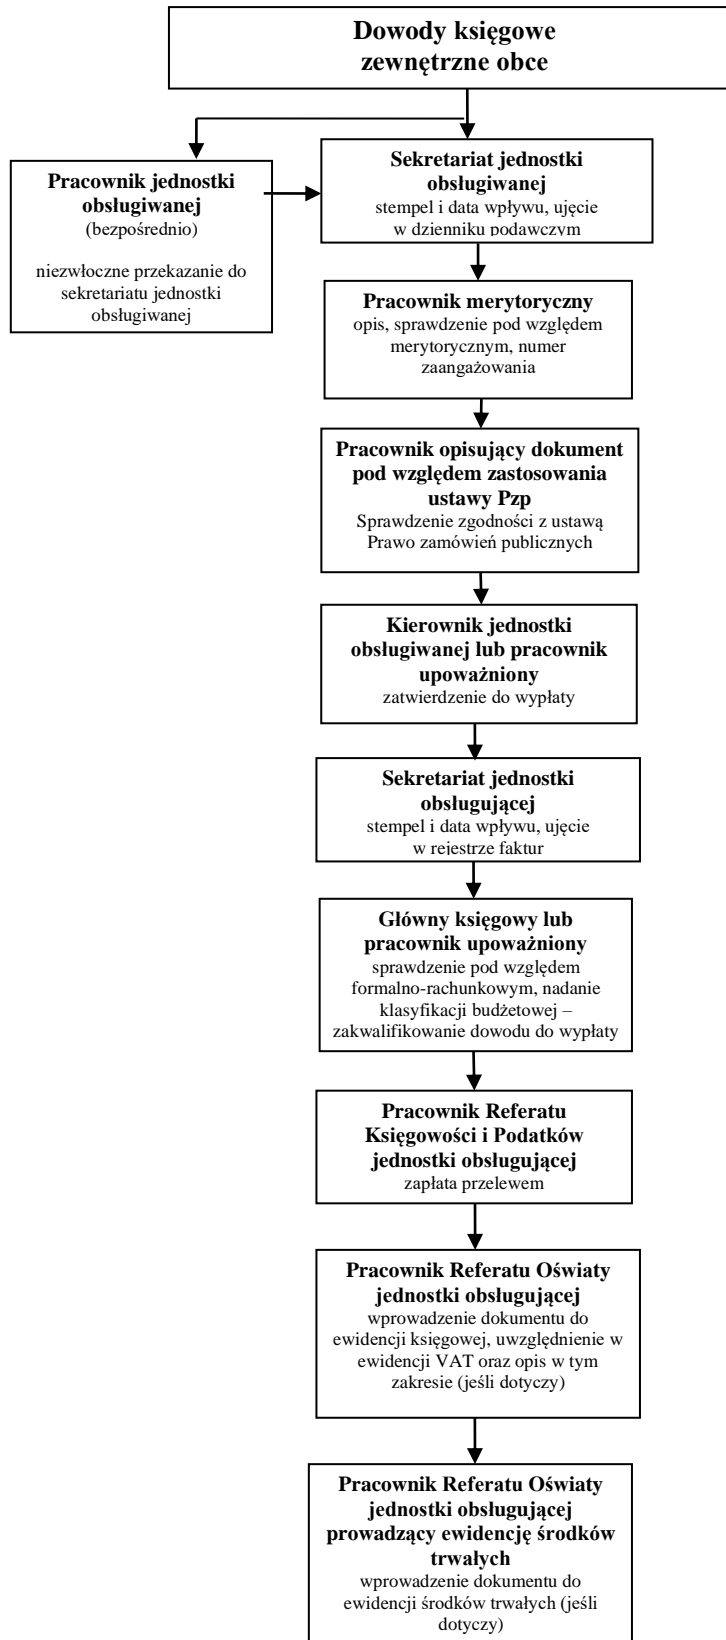 Dowody księgowe
zewnętrzne obce
Pracownik jednostki
obsługiwanej
(bezpośrednio)
niezwłoczne przekazanie do
sekretariatu jednostki
obsługiwanej
Sekretariat jednostki
obsługiwanej
stempel i data wpływu, ujęcie
w dzienniku podawczym
Pracownik merytoryczny
opis, sprawdzenie pod względem
merytorycznym, numer
zaangażowania
Pracownik opisujący dokument
pod względem zastosowania
ustawy Pzp
Sprawdzenie zgodności z ustawą
Prawo zamówień publicznych
Kierownik jednostki
obsługiwanej lub pracownik
upoważniony
zatwierdzenie do wypłaty
Sekretariat jednostki
obsługującej
stempel i data wpływu, ujęcie
w rejestrze faktur
Główny księgowy lub
pracownik upoważniony
sprawdzenie pod względem
formalno-rachunkowym, nadanie
klasyfikacji budżetowej –
zakwalifikowanie dowodu do wypłaty
Pracownik Referatu
Księgowości i Podatków
jednostki obsługującej
zapłata przelewem
Pracownik Referatu Oświaty
jednostki obsługującej
wprowadzenie dokumentu do
ewidencji księgowej, uwzględnienie w
ewidencji VAT oraz opis w tym
zakresie (jeśli dotyczy)
Pracownik Referatu Oświaty
jednostki obsługującej
prowadzący ewidencję środków
trwałych
wprowadzenie dokumentu do
ewidencji środków trwałych (jeśli
dotyczy)